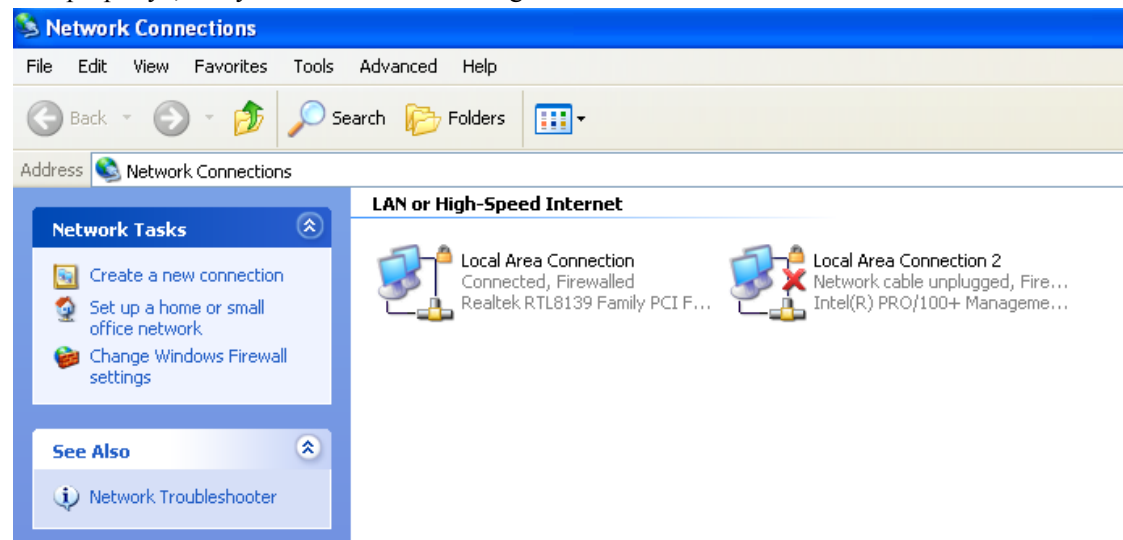 Network Connections
File Edit View Favorites Tools Advanced Help
Back Search Folders
Address Network Connections
Network Tasks
Create a new connection
Set up a home or small
office network
Change Windows Firewall
settings
See Also
Network Troubleshooter
LAN or High-Speed Internet
Local Area Connection
Connected, Firewalled
Realtek RTL8139 Family PCI F...
Local Area Connection 2
Network cable unplugged, Fire...
Intel(R) PRO/100+ Manageme...